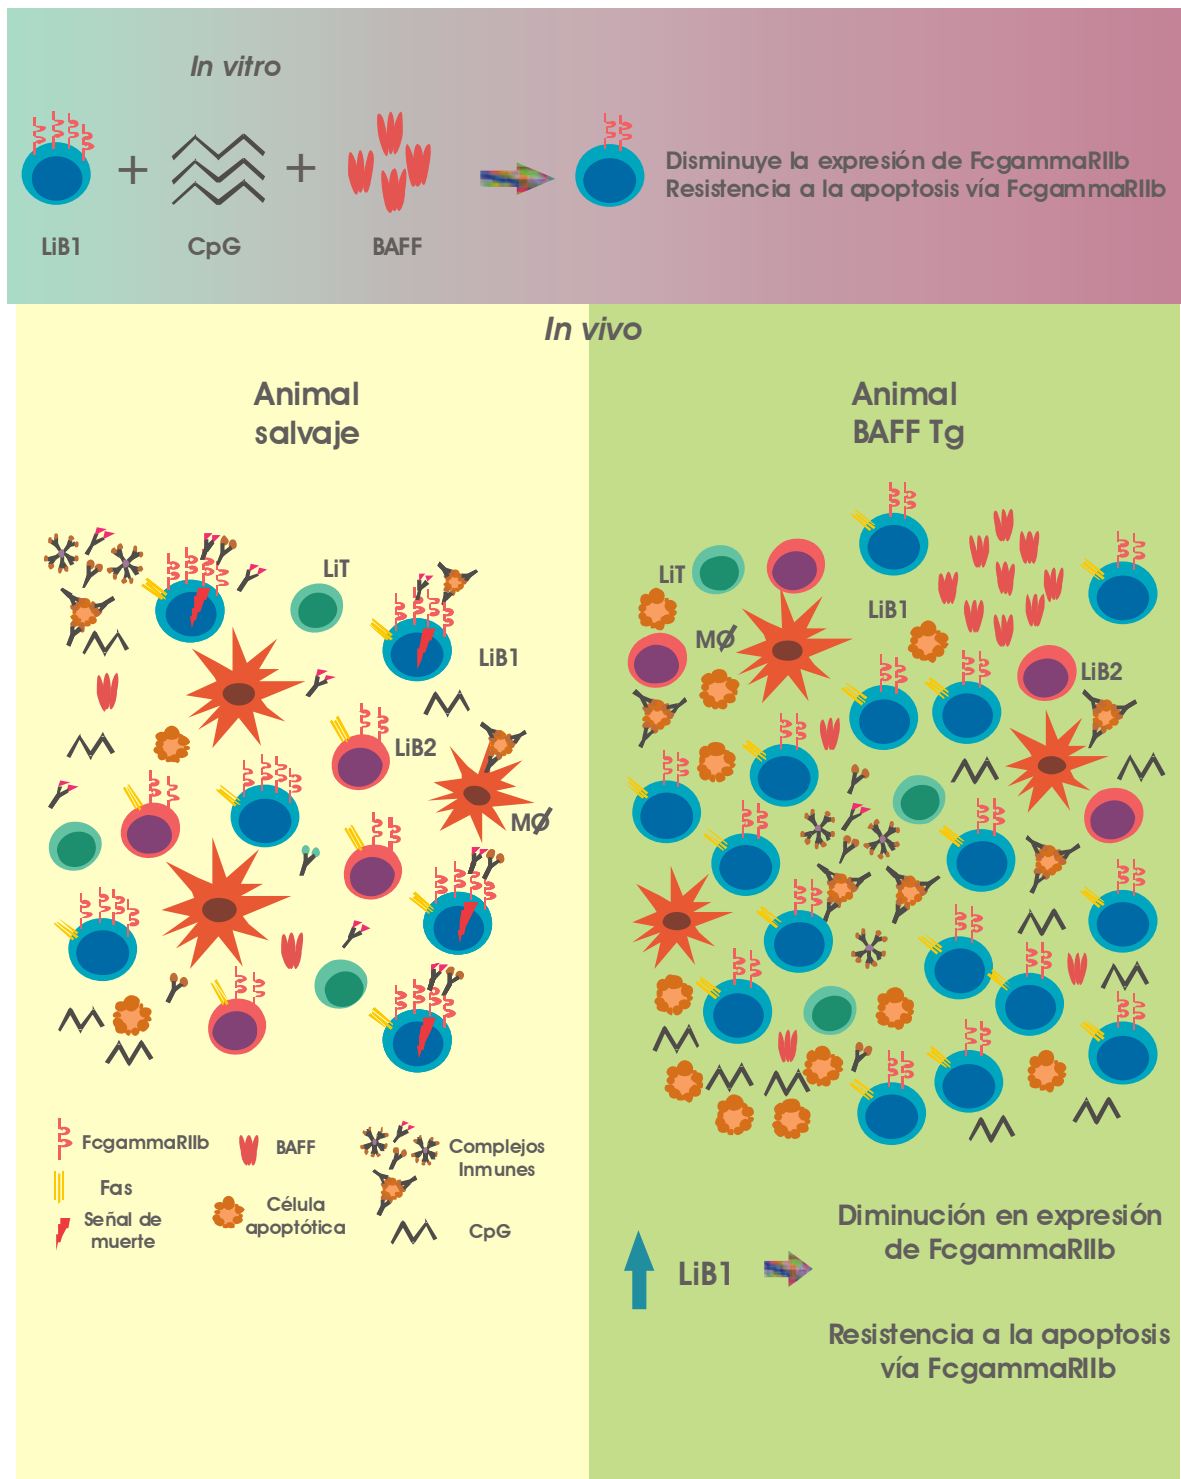 In vitro
+
+
Disminuye la expresión de FcgammaRIIb
Resistencia a la apoptosis vía FcgammaRIIb
LiB1
CpG
BAFF
In vivo
Animal
salvaje
LiT
LiB1
LiB2
MØ
FcgammaRIIb
BAFF
Complejos
Inmunes
Fas
Célula
apoptótica
Señal de
muerte
CpG
Animal
BAFF Tg
LiT
LiB1
MØ
LiB2
LiB1
Diminución en expresión
de FcgammaRIIb
Resistencia a la apoptosis
vía FcgammaRIIb